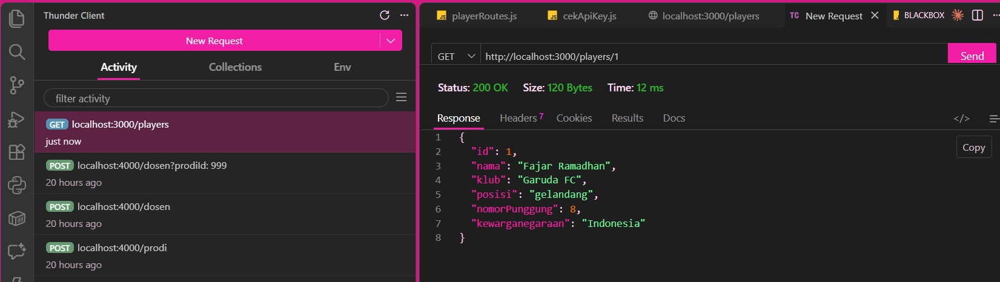 Thunder Client
New Request
Activity Collections Env
filter activity
GET localhost:3000/players
just now
POST localhost:4000/dosen?prodiId: 999
20 hours ago
POST localhost:4000/dosen
20 hours ago
POST localhost:4000/prodi
20 hours ago
JS playerRoutes.js JS cekApiKey.js localhost:3000/players TC New Request BLACKBOX
GET http://localhost:3000/players/1 Send
Status: 200 OK Size: 120 Bytes Time: 12 ms
Response Headers 7 Cookies Results Docs </>
Copy
1 {
2 "id": 1,
3 "nama": "Fajar Ramadhan",
4 "klub": "Garuda FC",
5 "posisi": "gelandang",
6 "nomorPunggung": 8,
7 "kewarganegaraan": "Indonesia"
8 }